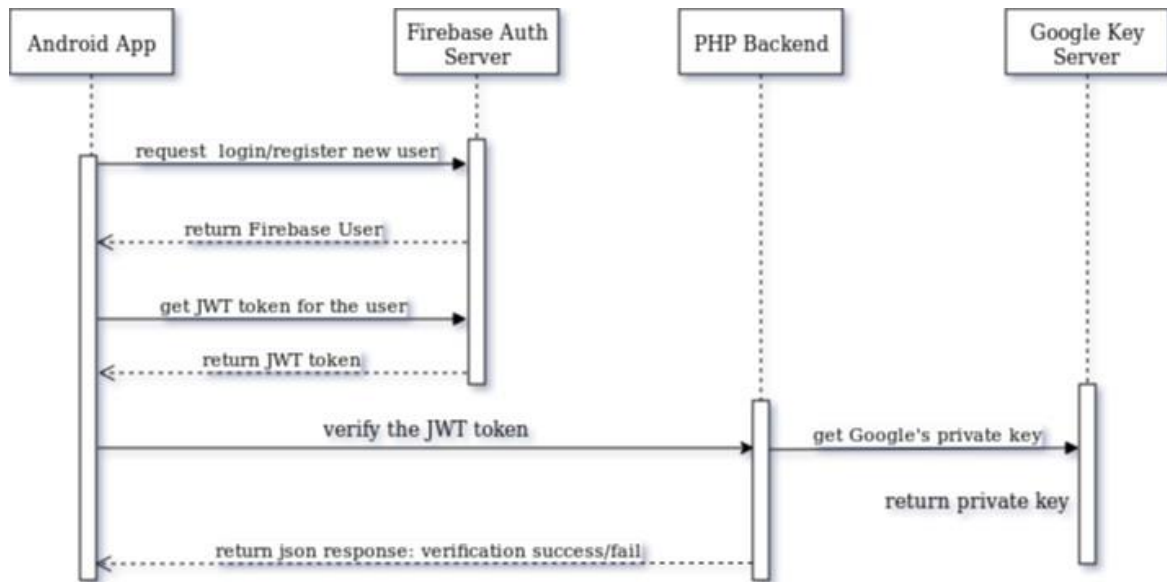 Android App
Firebase Auth
Server
PHP Backend
Google Key
Server
request login/register new user
return Firebase User
get JWT token for the user
return JWT token
verify the JWT token
get Google's private key
return private key
return json response: verification success/fail